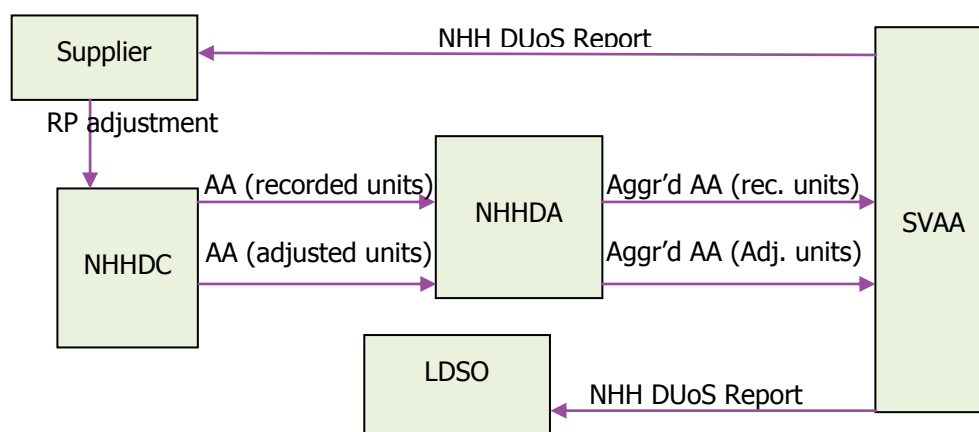 NHH DUoS Report
Supplier
RP adjustment
AA (recorded units)
Aggr’d AA (rec. units)
NHHDA
SVAA
NHHDC
AA (adjusted units)
Aggr’d AA (Adj. units)
LDSO
NHH DUoS Report